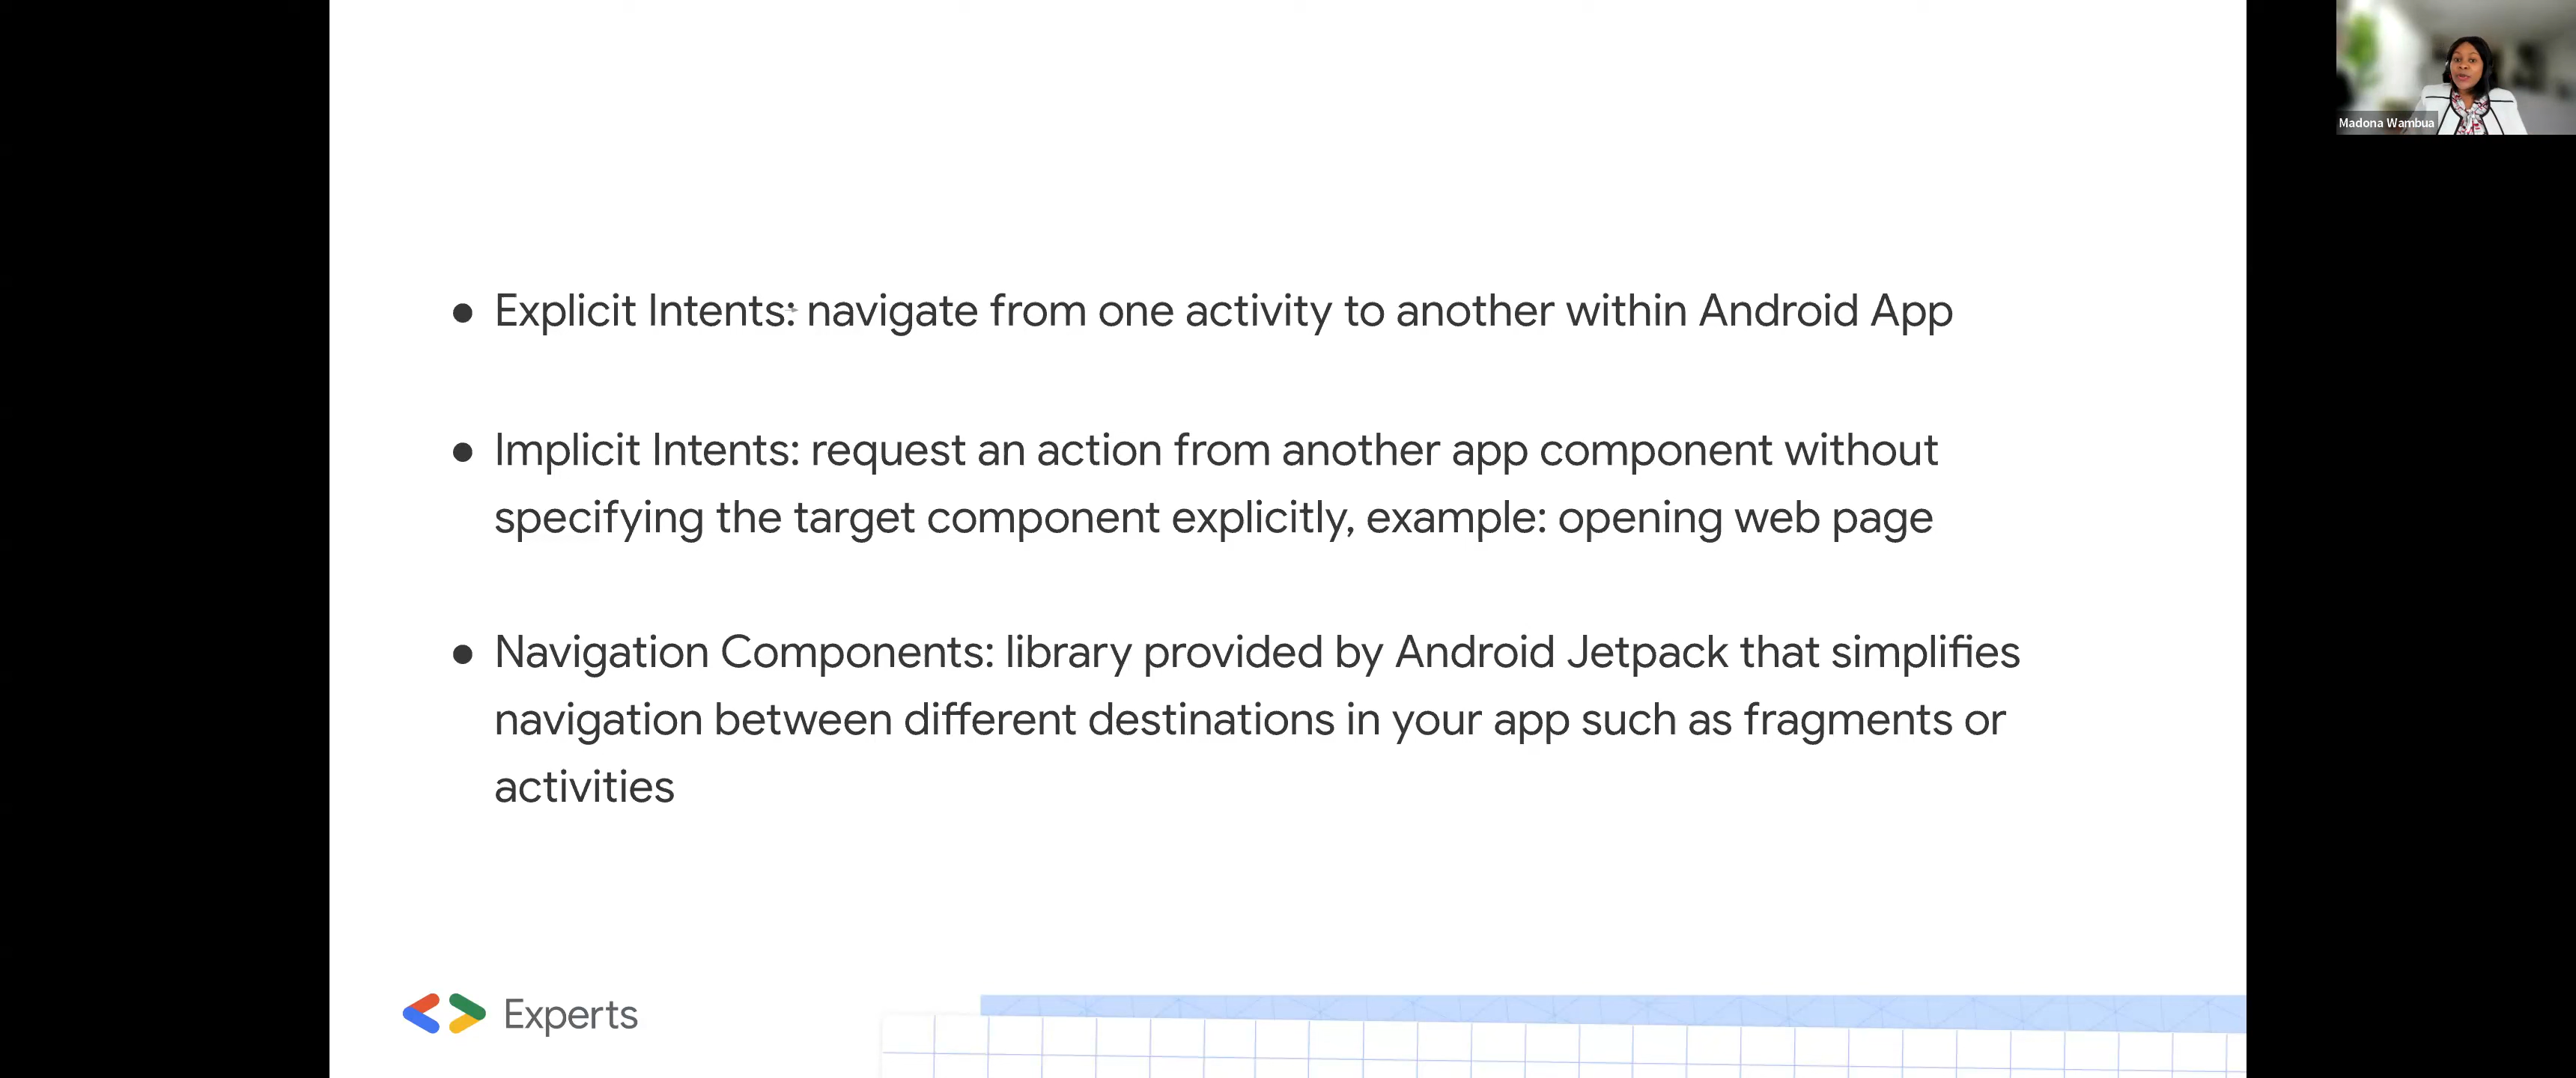 Madona Wambua
● Explicit Intents: navigate from one activity to another within Android App
● Implicit Intents: request an action from another app component without
specifying the target component explicitly, example: opening web page
● Navigation Components: library provided by Android Jetpack that simplifies
navigation between different destinations in your app such as fragments or
activities
Experts